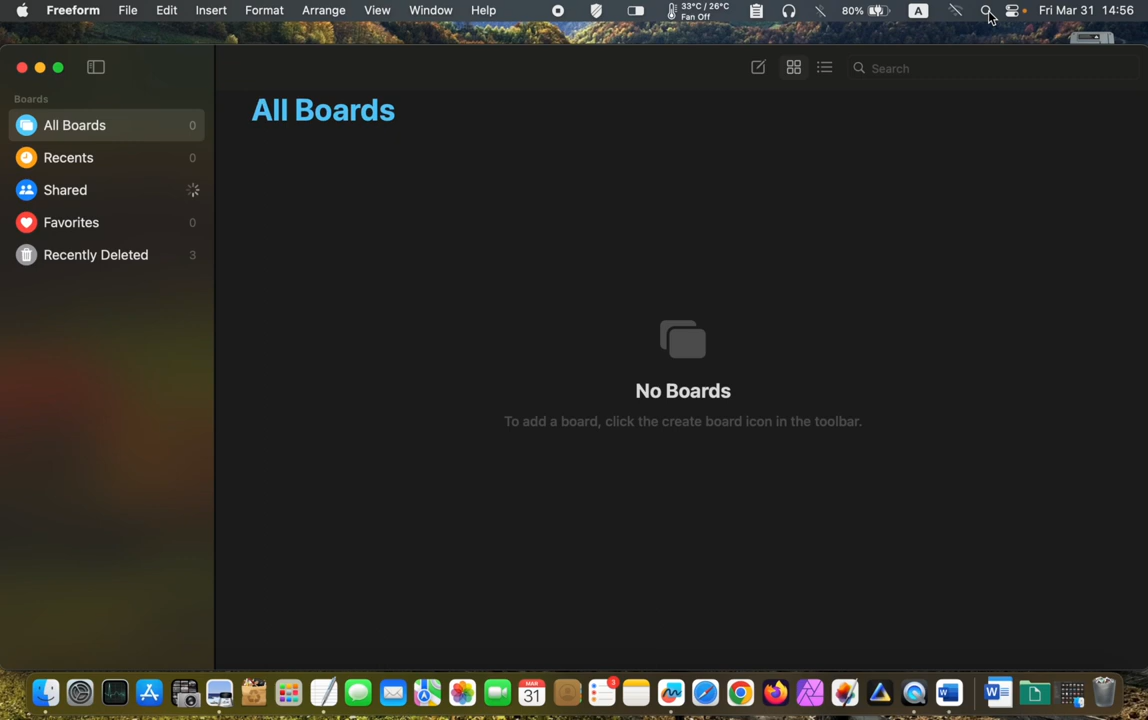 Freeform File Edit Insert Format Arrange View Window Help 33°C / 26°C 80% A Fri Mar 31 14:56
Fan Off
Search
Boards
All Boards
All Boards 0
Recents 0
Shared
Favorites 0
Recently Deleted 3
No Boards
To add a board, click the create board icon in the toolbar.
MAR
31
3
W
W